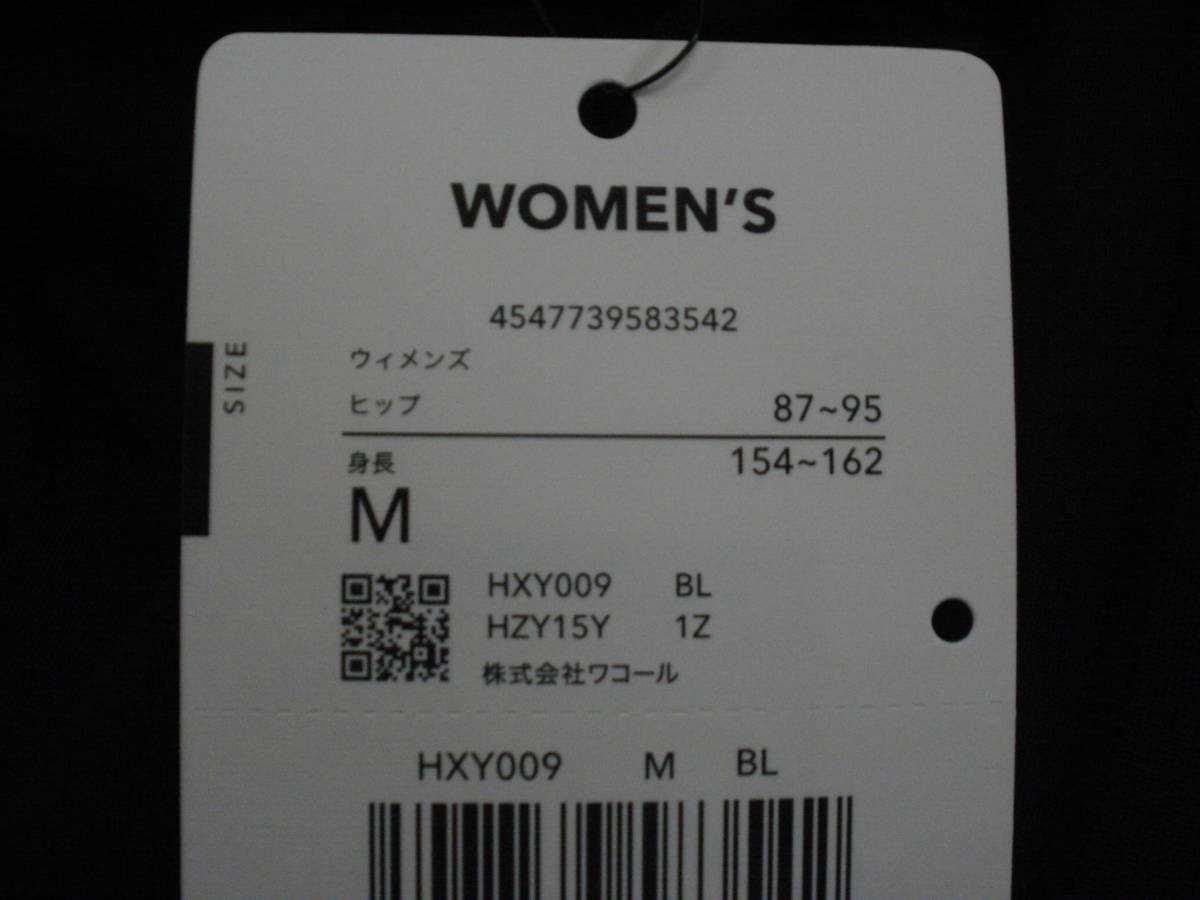 WOMEN'S
4547739583542
SIZE
ウィメンズ
ヒップ 87~95
身長 154~162
M
HXY009 BL
HZY15Y 1Z
株式会社ワコール
HXY009 M BL